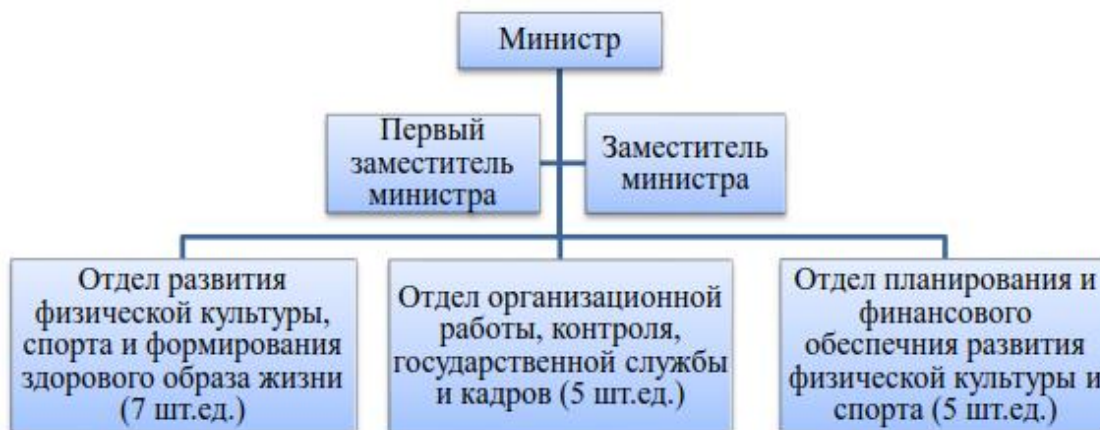 Министр
Первый
заместитель
министра
Заместитель
министра
Отдел развития
физической культуры,
спорта и формирования
здорового образа жизни
(7 шт.ед.)
Отдел организационной
работы, контроля,
государственной службы
и кадров (5 шт.ед.)
Отдел планирования и
финансового
обеспечния развития
физической культуры и
спорта (5 шт.ед.)